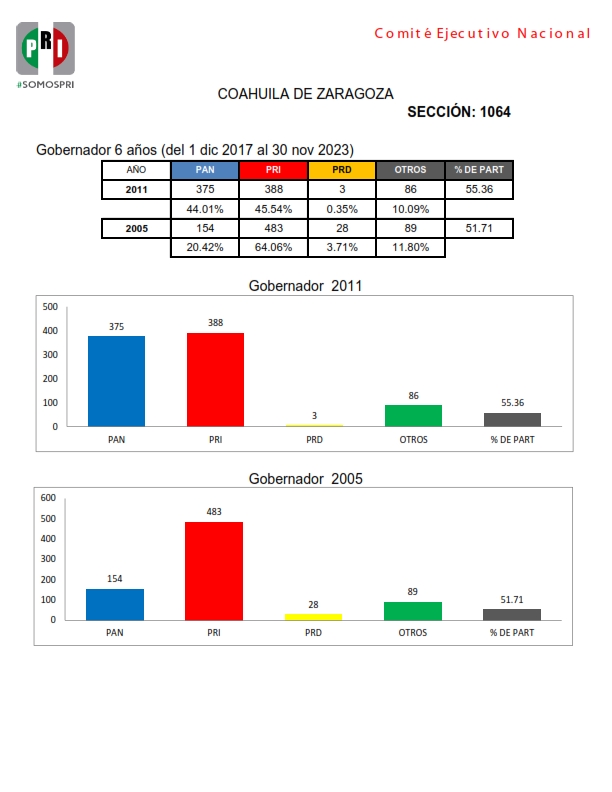 Comité Ejecutivo Nacional
PRI
#SOMOSPRI
COAHUILA DE ZARAGOZA
SECCIÓN: 1064
Gobernador 6 años (del 1 dic 2017 al 30 nov 2023)
AÑO PAN PRI PRD OTROS % DE PART
2011 375 388 3 86 55.36
44.01% 45.54% 0.35% 10.09%
2005 154 483 28 89 51.71
20.42% 64.06% 3.71% 11.80%
Gobernador 2011
500
400
300
200
100
0
375
388
3
86
55.36
PAN PRI PRD OTROS % DE PART
Gobernador 2005
600
500
400
300
200
100
0
154
483
28
89
51.71
PAN PRI PRD OTROS % DE PART